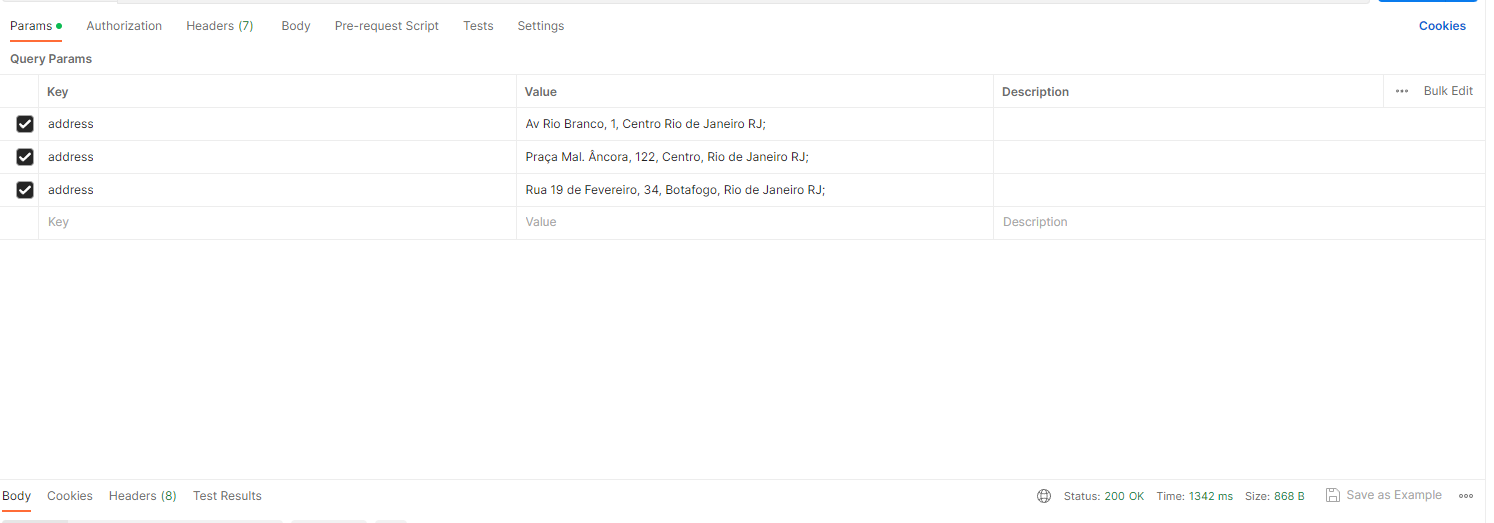 Params Authorization Headers (7) Body Pre-request Script Tests Settings Cookies
Query Params
Key Value Description ••• Bulk Edit
address Av Rio Branco, 1, Centro Rio de Janeiro RJ;
address Praça Mal. Âncora, 122, Centro, Rio de Janeiro RJ;
address Rua 19 de Fevereiro, 34, Botafogo, Rio de Janeiro RJ;
Key Value Description
Body Cookies Headers (8) Test Results Status: 200 OK Time: 1342 ms Size: 868 B Save as Example